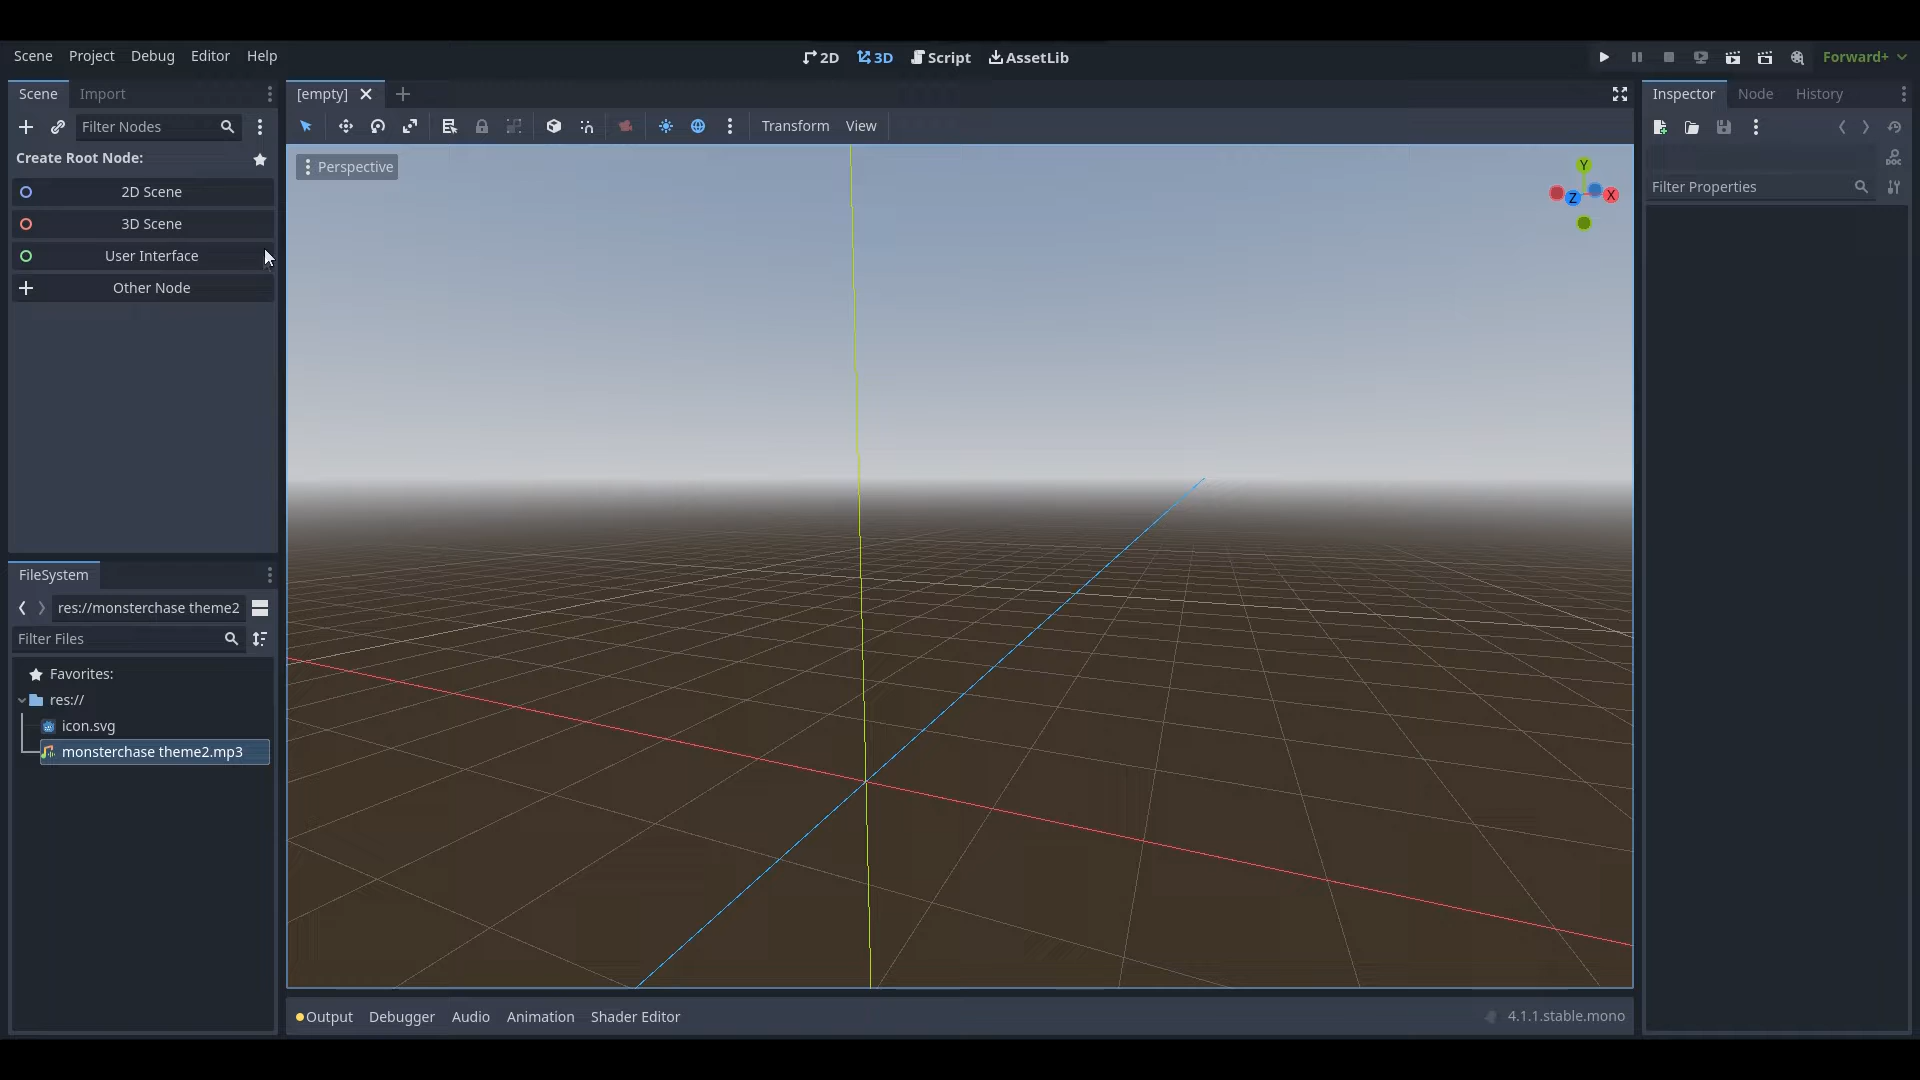 Scene Project Debug Editor Help
2D 3D Script AssetLib
Forward+
Scene Import
Filter Nodes
Create Root Node:
2D Scene
3D Scene
User Interface
Other Node
FileSystem
res://monsterchase theme2
Filter Files
Favorites:
res://
icon.svg
monsterchase theme2.mp3
[empty]
Transform View
Perspective
Y
Z X
Output Debugger Audio Animation Shader Editor
4.1.1.stable.mono
Inspector Node History
DOC
Filter Properties